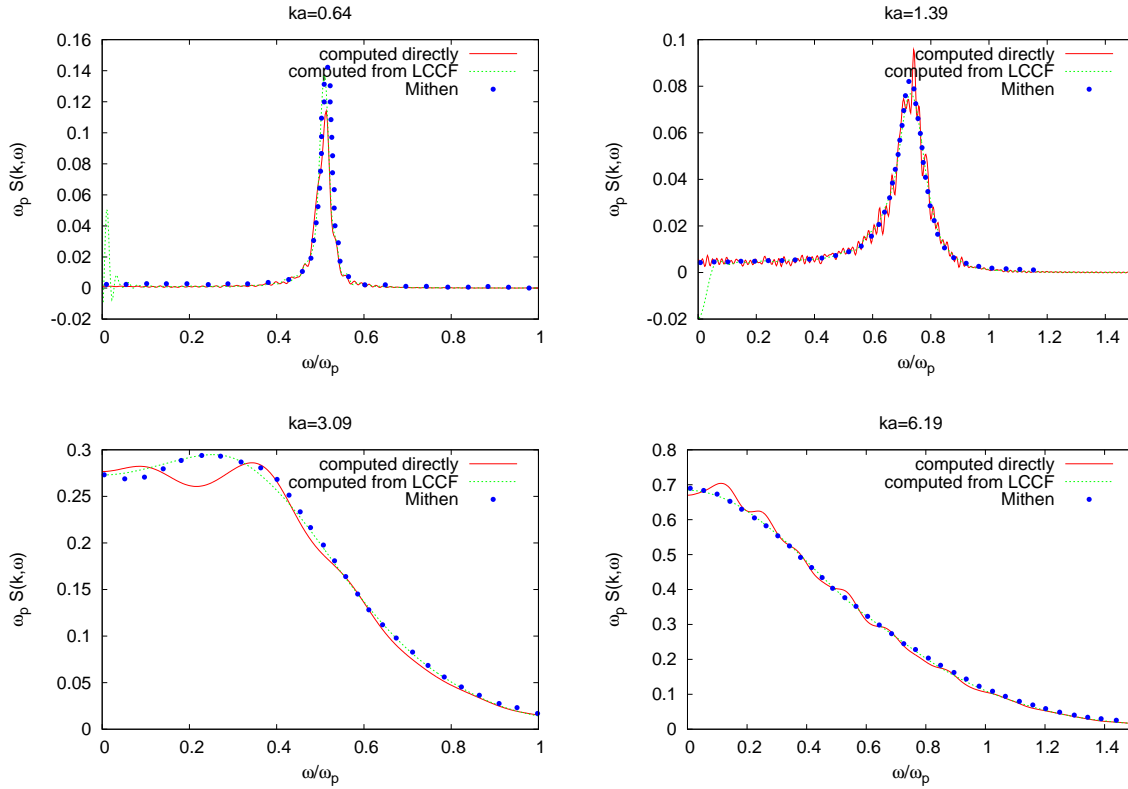 ka=0.64
0.16
0.14
0.12
0.1
0.08
0.06
0.04
0.02
0
-0.02
0 0.2 0.4 0.6 0.8 1
ω_p S(k,ω)
ω/ω_p
computed directly
computed from LCCF
Mithen
ka=1.39
0.1
0.08
0.06
0.04
0.02
0
-0.02
0 0.2 0.4 0.6 0.8 1 1.2 1.4
ω_p S(k,ω)
ω/ω_p
computed directly
computed from LCCF
Mithen
ka=3.09
0.3
0.25
0.2
0.15
0.1
0.05
0
0 0.2 0.4 0.6 0.8 1
ω_p S(k,ω)
ω/ω_p
computed directly
computed from LCCF
Mithen
ka=6.19
0.8
0.7
0.6
0.5
0.4
0.3
0.2
0.1
0
0 0.2 0.4 0.6 0.8 1 1.2 1.4
ω_p S(k,ω)
ω/ω_p
computed directly
computed from LCCF
Mithen